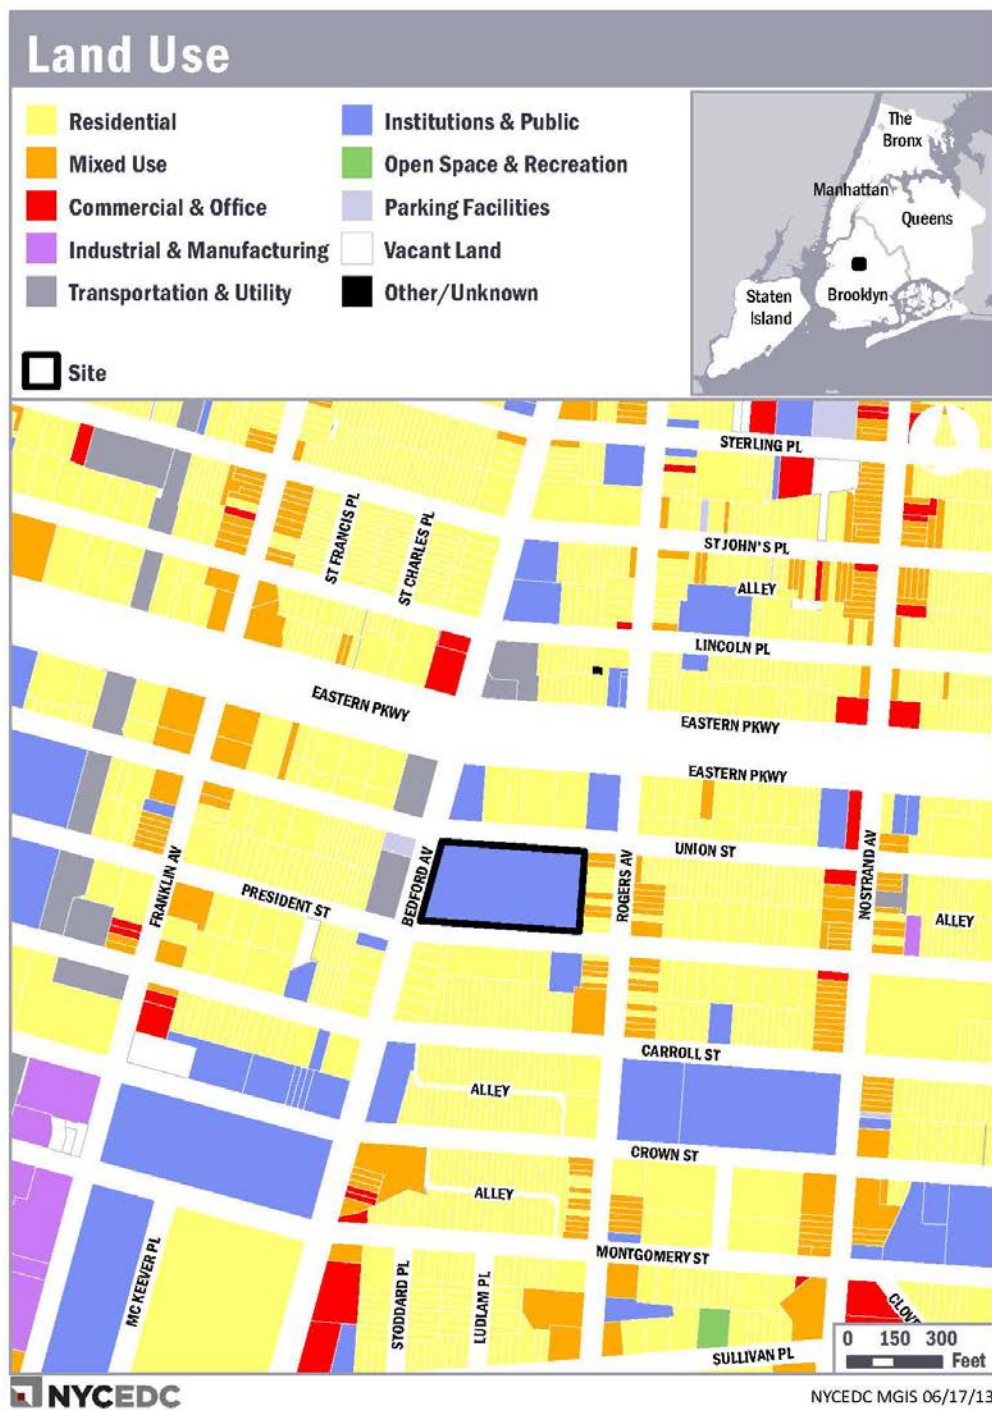 Land Use
Residential
Mixed Use
Commercial & Office
Industrial & Manufacturing
Transportation & Utility
Institutions & Public
Open Space & Recreation
Parking Facilities
Vacant Land
Other/Unknown
Site
The
Bronx
Manhattan
Queens
Brooklyn
Staten
Island
STERLING PL
ST FRANCIS PL
ST CHARLES PL
ST JOHN'S PL
ALLEY
LINCOLN PL
EASTERN PKWY
EASTERN PKWY
EASTERN PKWY
UNION ST
FRANKLIN AV
BEDFORD AV
ROGERS AV
NOSTRAND AV
PRESIDENT ST
ALLEY
CARROLL ST
ALLEY
CROWN ST
ALLEY
MONTGOMERY ST
MC KEEVER PL
STODDARD PL
LUDLAM PL
SULLIVAN PL
0 150 300
Feet
NYCEDC
NYCEDC MGIS 06/17/13